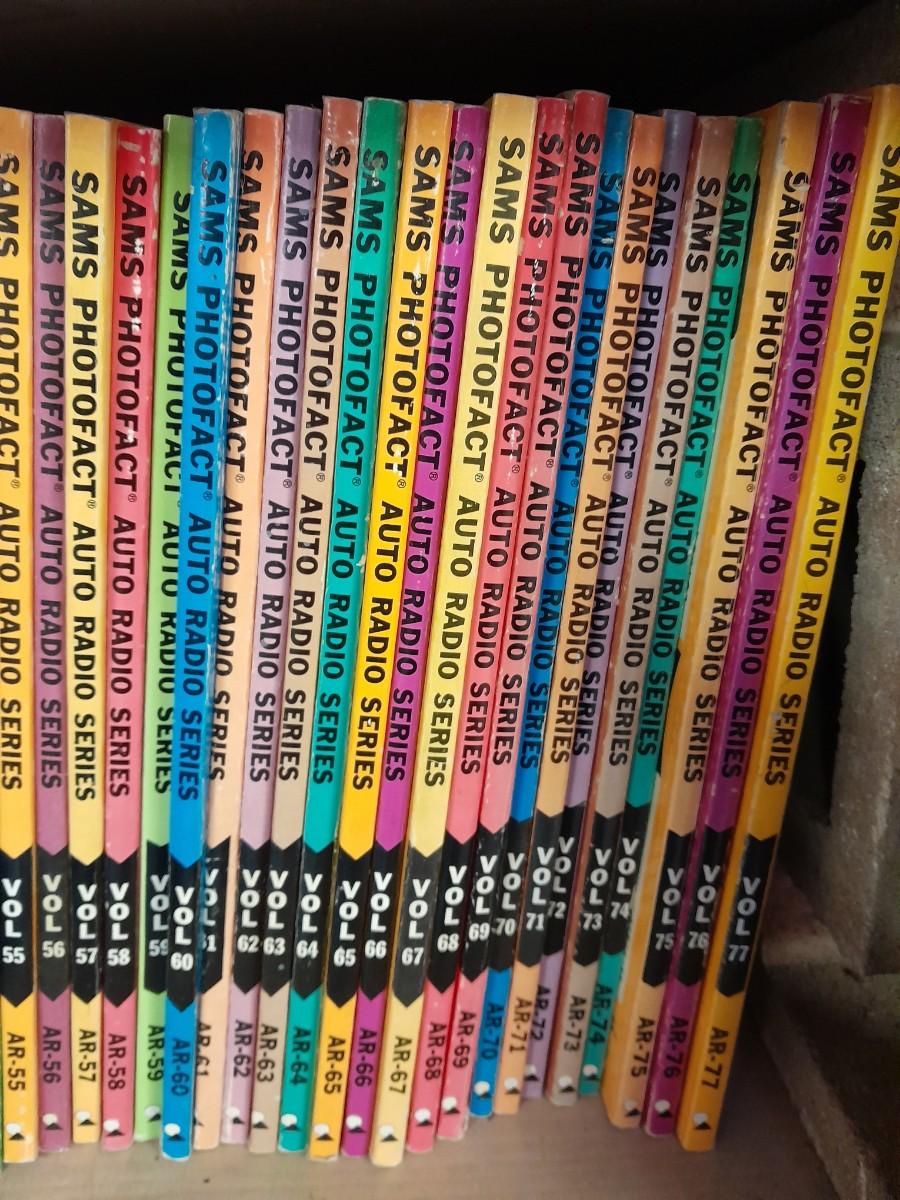 SAMS PHOTOFACT® AUTO RADIO SERIES VOL 55 AR-55
SAMS PHOTOFACT® AUTO RADIO SERIES VOL 56 AR-56
SAMS PHOTOFACT® AUTO RADIO SERIES VOL 57 AR-57
SAMS PHOTOFACT® AUTO RADIO SERIES VOL 58 AR-58
SAMS PHOTOFACT® AUTO RADIO SERIES VOL 59 AR-59
SAMS PHOTOFACT® AUTO RADIO SERIES VOL 60 AR-60
SAMS PHOTOFACT® AUTO RADIO SERIES VOL 61 AR-61
SAMS PHOTOFACT® AUTO RADIO SERIES VOL 62 AR-62
SAMS PHOTOFACT® AUTO RADIO SERIES VOL 63 AR-63
SAMS PHOTOFACT® AUTO RADIO SERIES VOL 64 AR-64
SAMS PHOTOFACT® AUTO RADIO SERIES VOL 65 AR-65
SAMS PHOTOFACT® AUTO RADIO SERIES VOL 66 AR-66
SAMS PHOTOFACT® AUTO RADIO SERIES VOL 67 AR-67
SAMS PHOTOFACT® AUTO RADIO SERIES VOL 68 AR-68
SAMS PHOTOFACT® AUTO RADIO SERIES VOL 69 AR-69
SAMS PHOTOFACT® AUTO RADIO SERIES VOL 70 AR-70
SAMS PHOTOFACT® AUTO RADIO SERIES VOL 71 AR-71
SAMS PHOTOFACT® AUTO RADIO SERIES VOL 72 AR-72
SAMS PHOTOFACT® AUTO RADIO SERIES VOL 73 AR-73
SAMS PHOTOFACT® AUTO RADIO SERIES VOL 74 AR-74
SAMS PHOTOFACT® AUTO RADIO SERIES VOL 75 AR-75
SAMS PHOTOFACT® AUTO RADIO SERIES VOL 76 AR-76
SAMS PHOTOFACT® AUTO RADIO SERIES VOL 77 AR-77